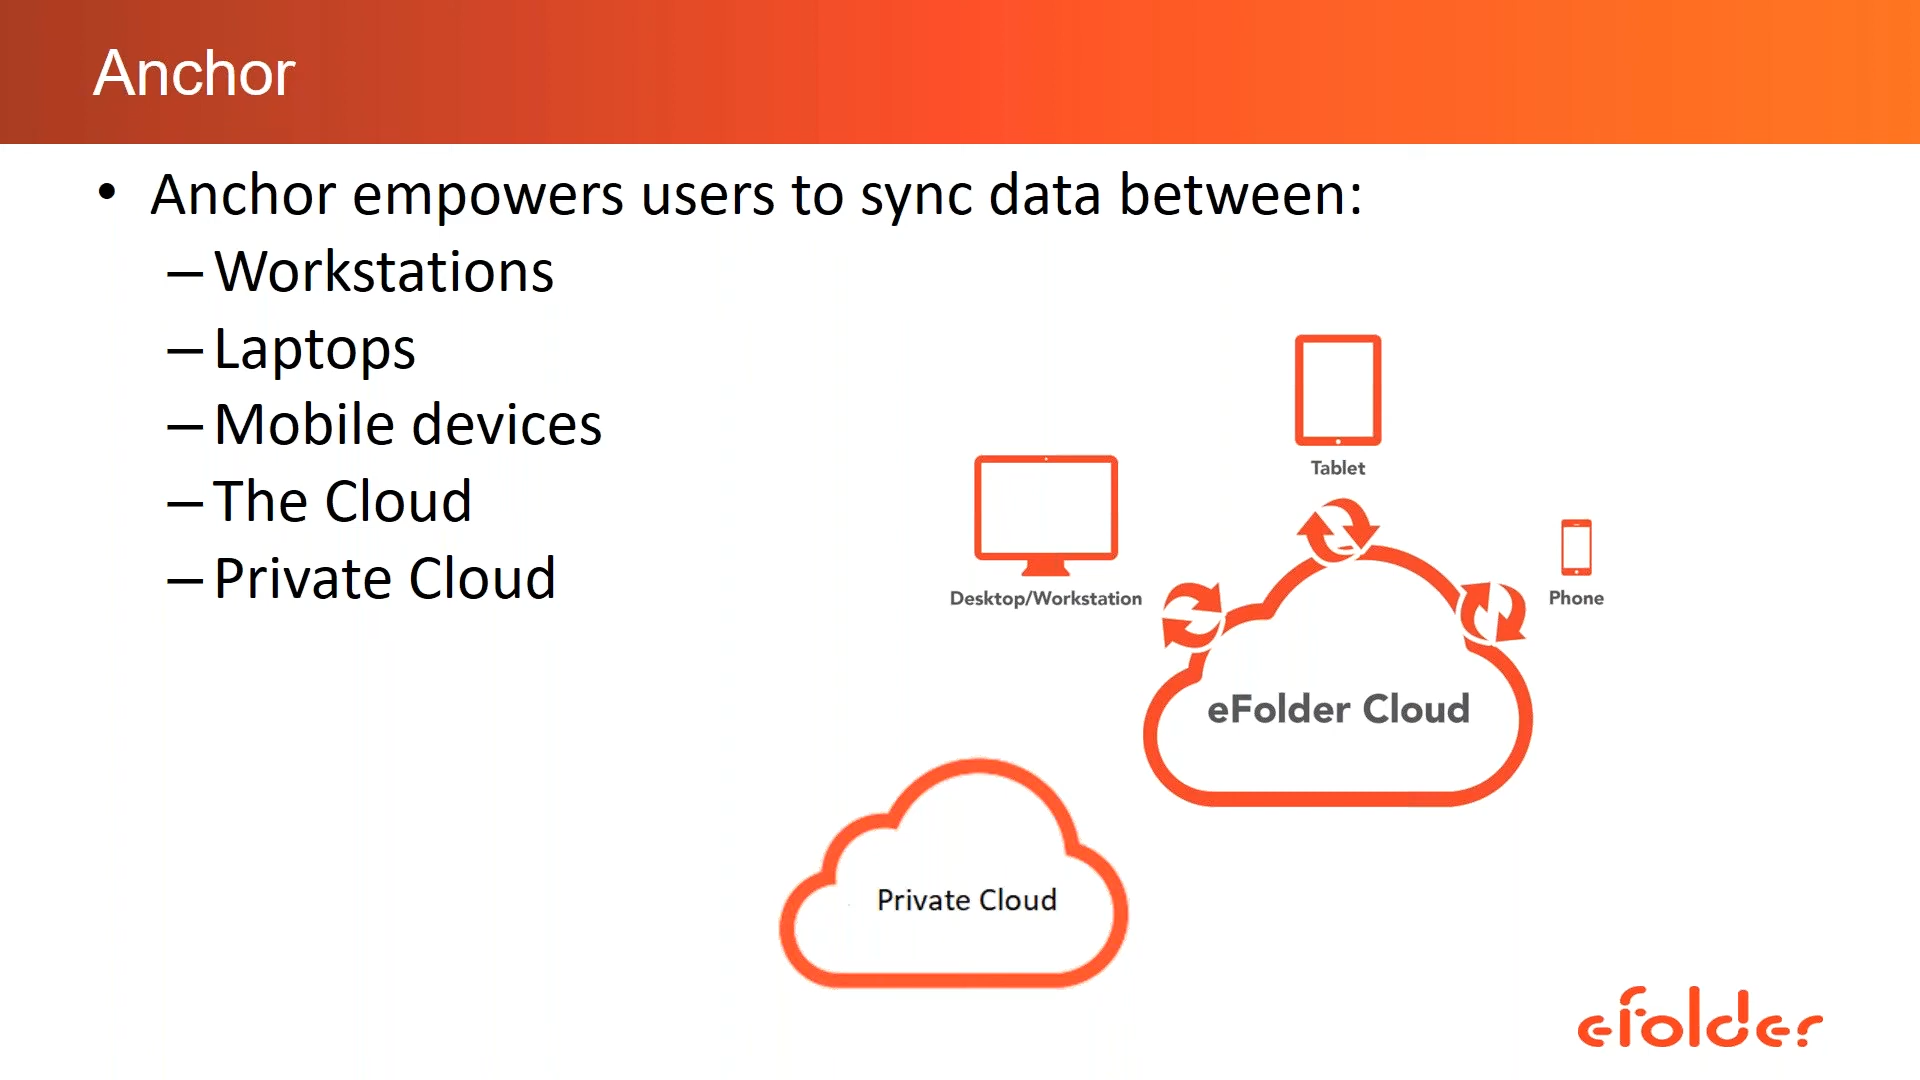 Anchor
• Anchor empowers users to sync data between:
– Workstations
– Laptops
– Mobile devices
– The Cloud
– Private Cloud
Tablet
Desktop/Workstation
Phone
eFolder Cloud
Private Cloud
efolder